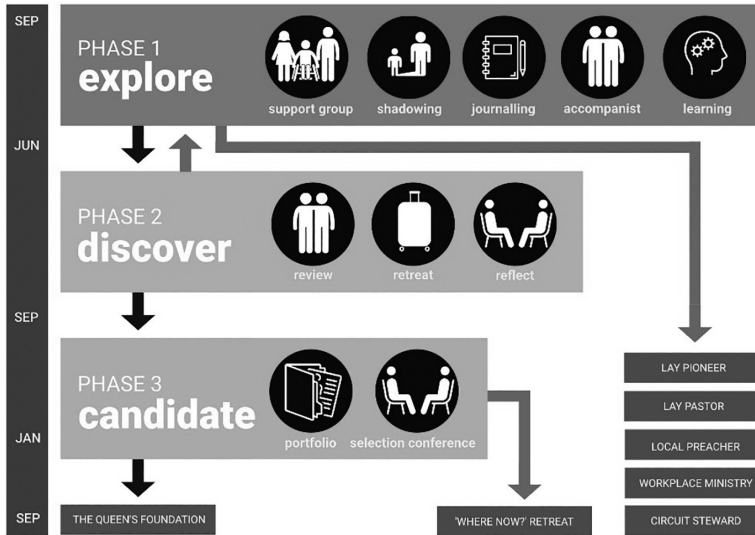 SEP
PHASE 1
explore
support group
shadowing
journalling
accompanist
learning
JUN
PHASE 2
discover
review
retreat
reflect
SEP
PHASE 3
candidate
portfolio
selection conference
JAN
LAY PIONEER
LAY PASTOR
LOCAL PREACHER
WORKPLACE MINISTRY
CIRCUIT STEWARD
SEP
THE QUEEN'S FOUNDATION
'WHERE NOW?' RETREAT